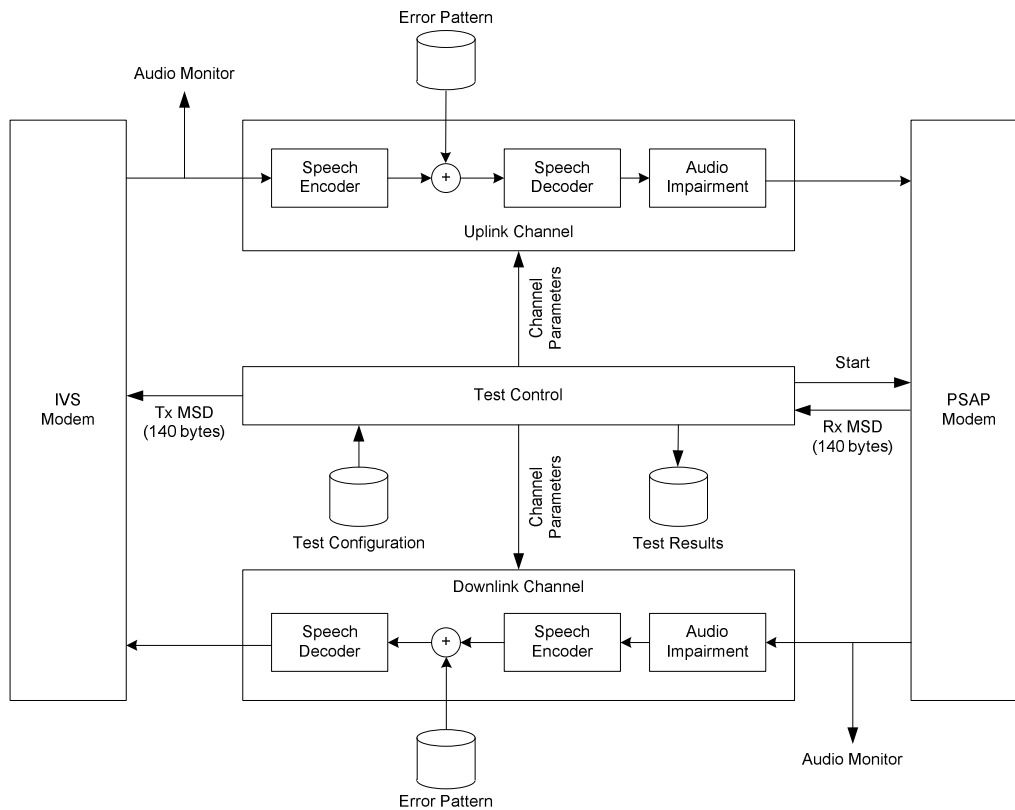 Error Pattern
Audio Monitor
Speech
Encoder
+
Speech
Decoder
Audio
Impairment
Uplink Channel
Channel
Parameters
IVS
Modem
Tx MSD
(140 bytes)
Test Control
Start
Rx MSD
(140 bytes)
PSAP
Modem
Test Configuration
Channel
Parameters
Test Results
Downlink Channel
Speech
Decoder
+
Speech
Encoder
Audio
Impairment
Error Pattern
Audio Monitor